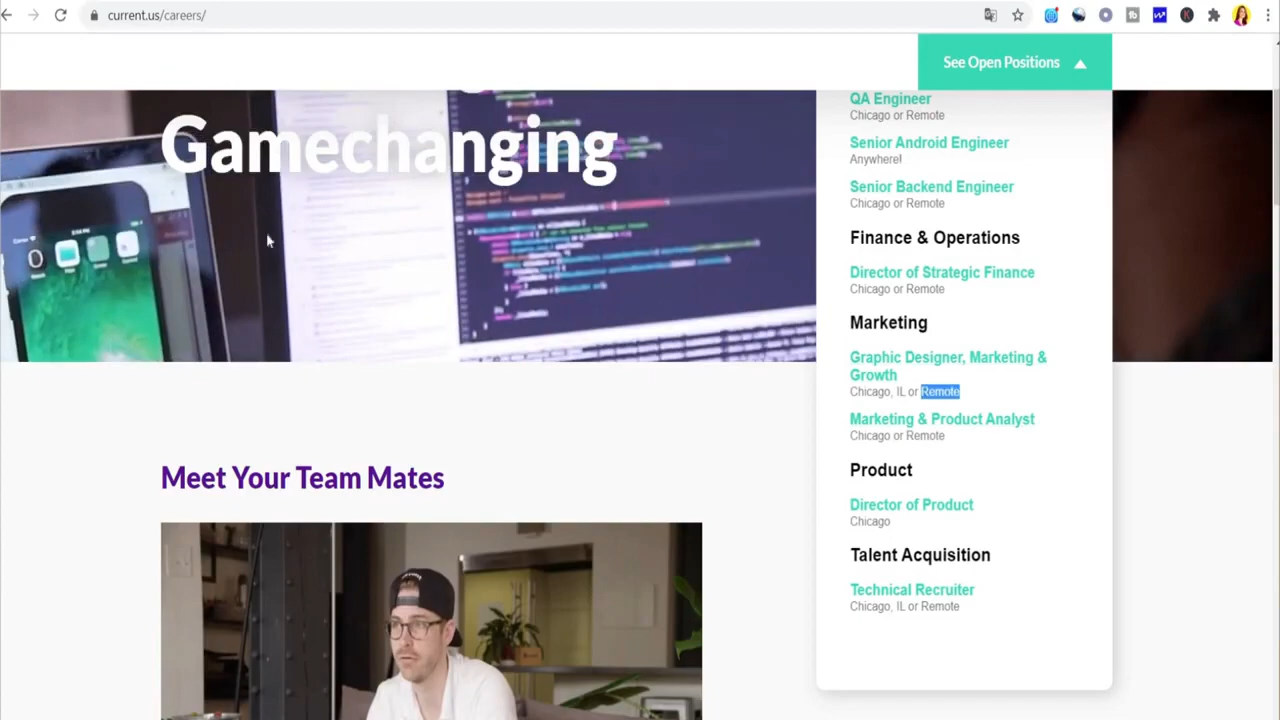 current.us/careers/
See Open Positions
Gamechanging
QA Engineer
Chicago or Remote
Senior Android Engineer
Anywhere!
Senior Backend Engineer
Chicago or Remote
Finance & Operations
Director of Strategic Finance
Chicago or Remote
Marketing
Graphic Designer, Marketing &
Growth
Chicago, IL or Remote
Marketing & Product Analyst
Chicago or Remote
Product
Director of Product
Chicago
Talent Acquisition
Technical Recruiter
Chicago, IL or Remote
Meet Your Team Mates